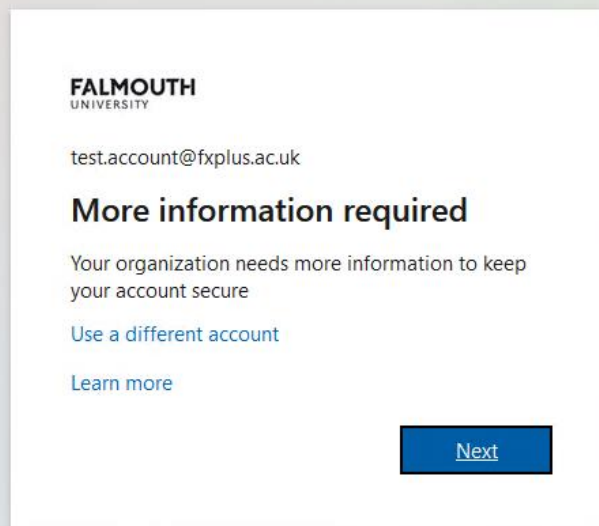 FALMOUTH
UNIVERSITY
test.account@fxplus.ac.uk
More information required
Your organization needs more information to keep
your account secure
Use a different account
Learn more
Next